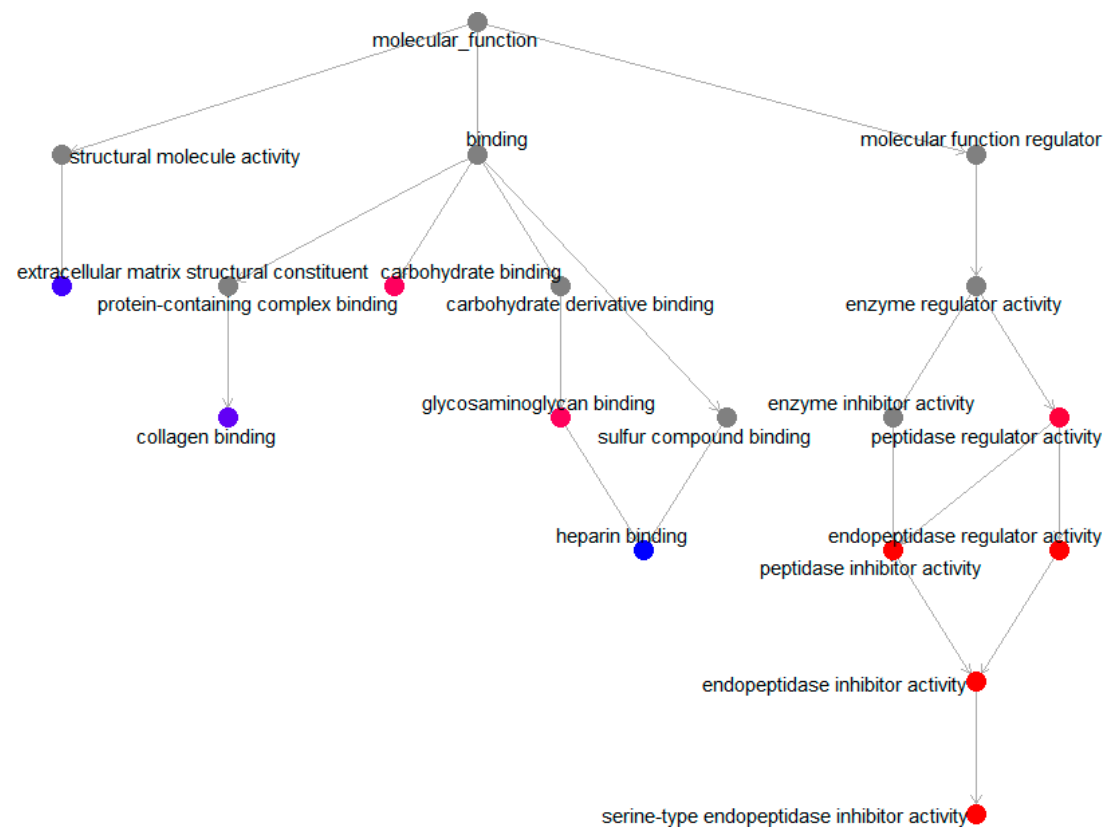 molecular_function
structural molecule activity
binding
molecular function regulator
extracellular matrix structural constituent
carbohydrate binding
protein-containing complex binding
carbohydrate derivative binding
enzyme regulator activity
glycosaminoglycan binding
enzyme inhibitor activity
collagen binding
sulfur compound binding
peptidase regulator activity
heparin binding
endopeptidase regulator activity
peptidase inhibitor activity
endopeptidase inhibitor activity
serine-type endopeptidase inhibitor activity